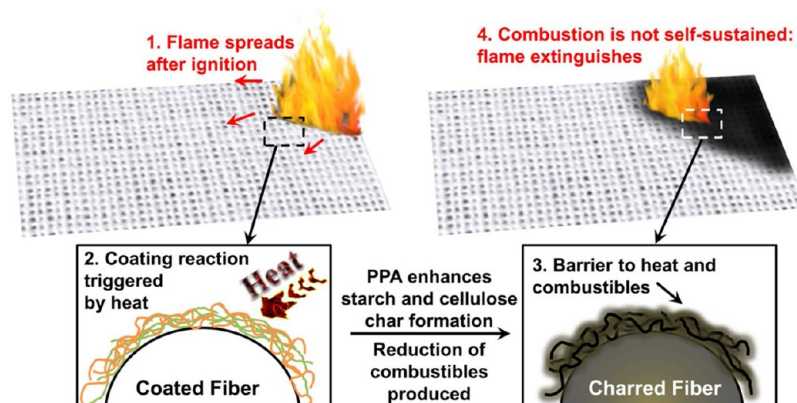 1. Flame spreads
after ignition
4. Combustion is not self-sustained:
flame extinguishes
2. Coating reaction
triggered
by heat
Heat
Coated Fiber
PPA enhances
starch and cellulose
char formation
Reduction of
combustibles
produced
3. Barrier to heat and
combustibles
Charred Fiber